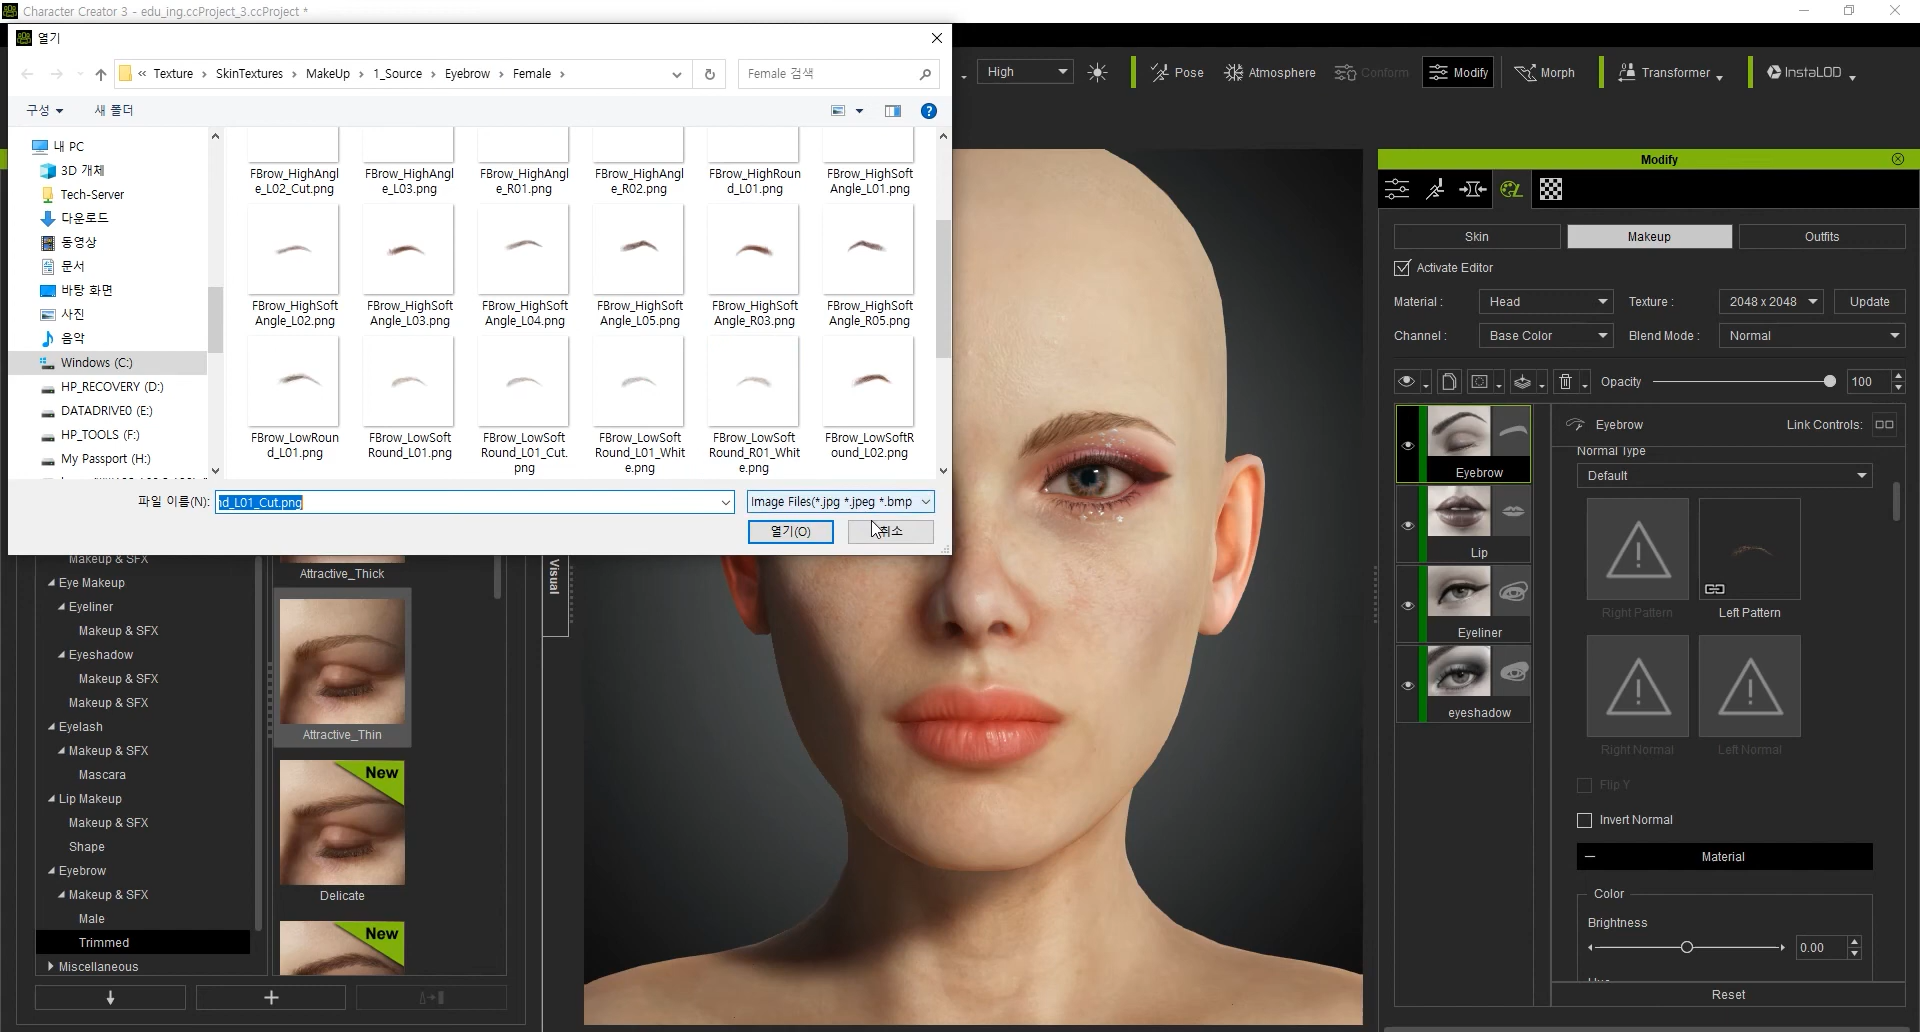 Character Creator 3 - edu_ing.ccProject_3.ccProject *
열기
« Texture › SkinTextures › MakeUp › 1_Source › Eyebrow › Female ›
Female 검색
구성
새 폴더
내 PC
3D 개체
Tech-Server
다운로드
동영상
문서
바탕 화면
사진
음악
Windows (C:)
HP_RECOVERY (D:)
DATADRIVE0 (E:)
HP_TOOLS (F:)
My Passport (H:)
FBrow_HighAngl
e_L02_Cut.png
FBrow_HighAngl
e_L03.png
FBrow_HighAngl
e_R01.png
FBrow_HighAngl
e_R02.png
FBrow_HighRoun
d_L01.png
FBrow_HighSoft
Angle_L01.png
FBrow_HighSoft
Angle_L02.png
FBrow_HighSoft
Angle_L03.png
FBrow_HighSoft
Angle_L04.png
FBrow_HighSoft
Angle_L05.png
FBrow_HighSoft
Angle_R03.png
FBrow_HighSoft
Angle_R05.png
FBrow_LowRoun
d_L01.png
FBrow_LowSoft
Round_L01.png
FBrow_LowSoft
Round_L01_Cut.
png
FBrow_LowSoft
Round_L01_Whit
e.png
FBrow_LowSoft
Round_R01_Whit
e.png
FBrow_LowSoftR
ound_L02.png
파일 이름(N):
d_L01_Cut.png
Image Files(*.jpg *.jpeg *.bmp
열기(O)
취소
High
Pose
Atmosphere
Conform
Modify
Morph
Transformer
InstaLOD
Makeup & SFX
Eye Makeup
Eyeliner
Makeup & SFX
Eyeshadow
Makeup & SFX
Makeup & SFX
Eyelash
Makeup & SFX
Mascara
Lip Makeup
Makeup & SFX
Shape
Eyebrow
Makeup & SFX
Male
Trimmed
Miscellaneous
Attractive_Thick
Attractive_Thin
New
Delicate
New
Visual
Modify
Skin
Makeup
Outfits
Activate Editor
Material :
Head
Texture :
2048 x 2048
Update
Channel :
Base Color
Blend Mode :
Normal
Opacity
100
Eyebrow
Lip
Eyeliner
eyeshadow
Eyebrow
Link Controls:
Normal Type
Default
Right Pattern
Left Pattern
Right Normal
Left Normal
Flip Y
Invert Normal
Material
Color
Brightness
0.00
Reset